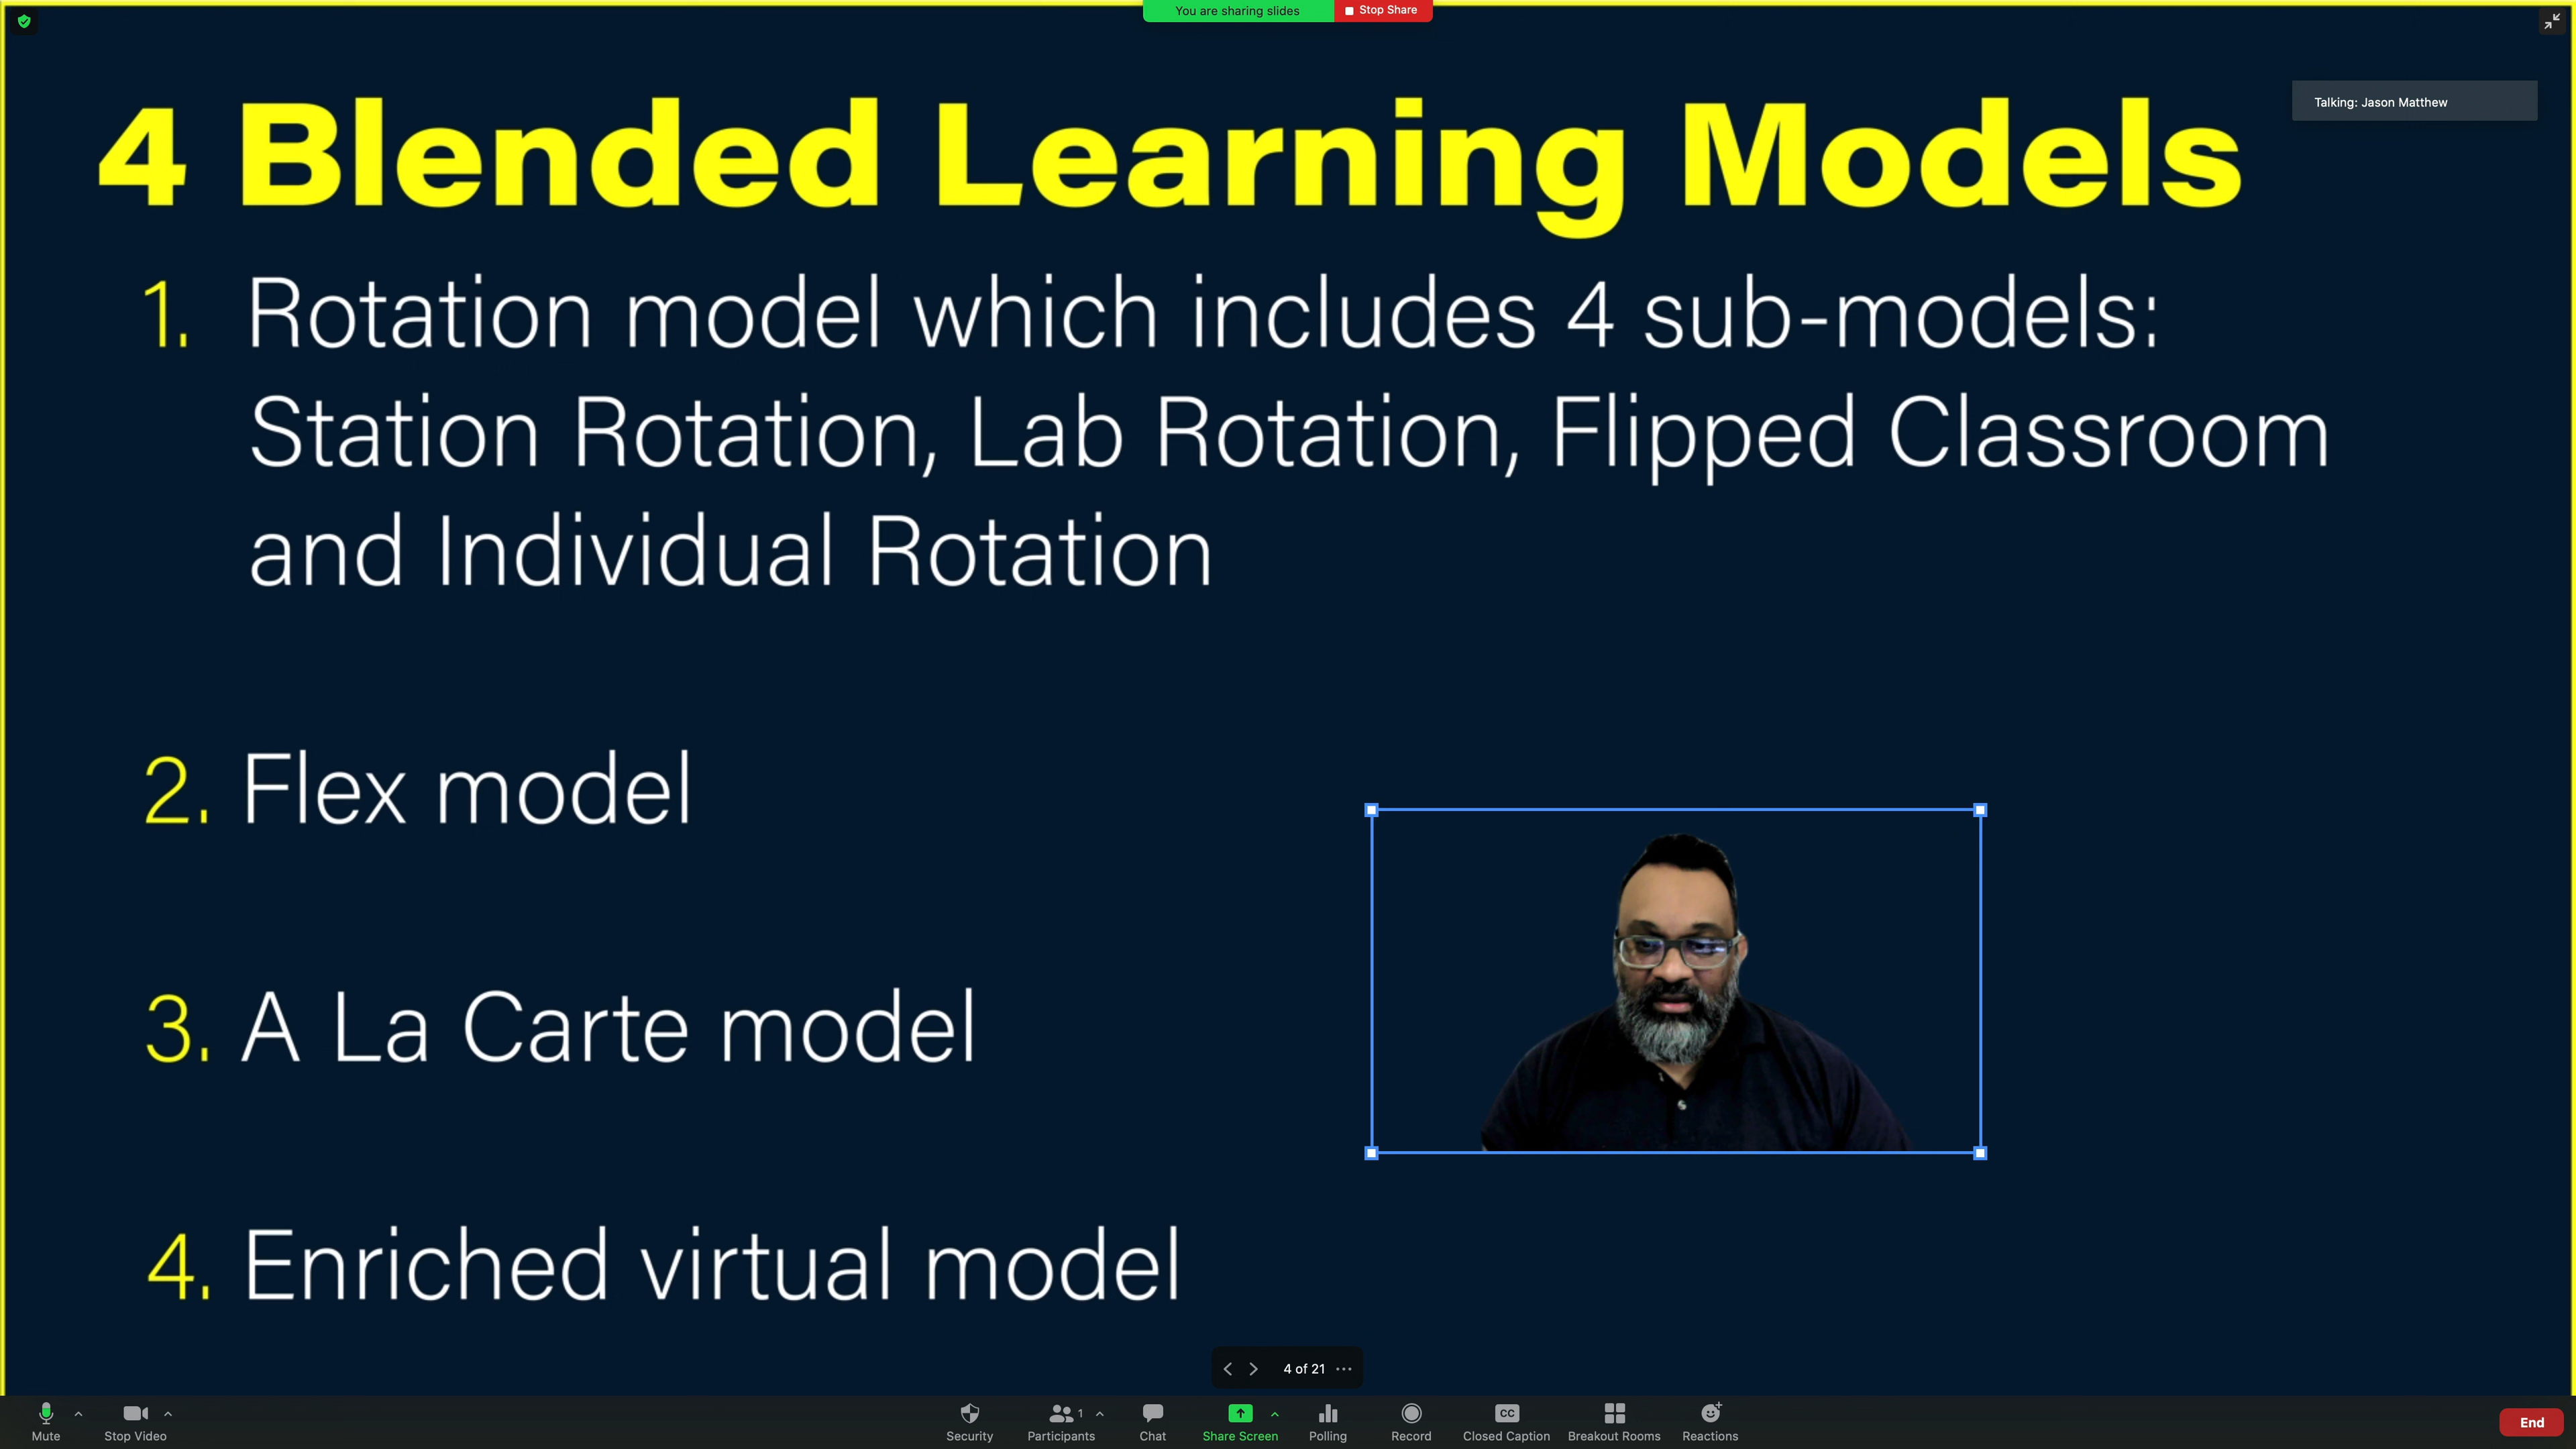 You are sharing slides Stop Share
Talking: Jason Matthew
4 Blended Learning Models
1. Rotation model which includes 4 sub-models:
Station Rotation, Lab Rotation, Flipped Classroom
and Individual Rotation
2. Flex model
3. A La Carte model
4. Enriched virtual model
4 of 21
1
CC
Mute Stop Video Security Participants Chat Share Screen Polling Record Closed Caption Breakout Rooms Reactions End